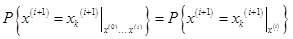 P{x^{(i+1)} = x_k^{(i+1)}|_{x^{(0)}...x^{(i)}}} = P{x^{(i+1)} = x_k^{(i+1)}|_{x^{(i)}}}